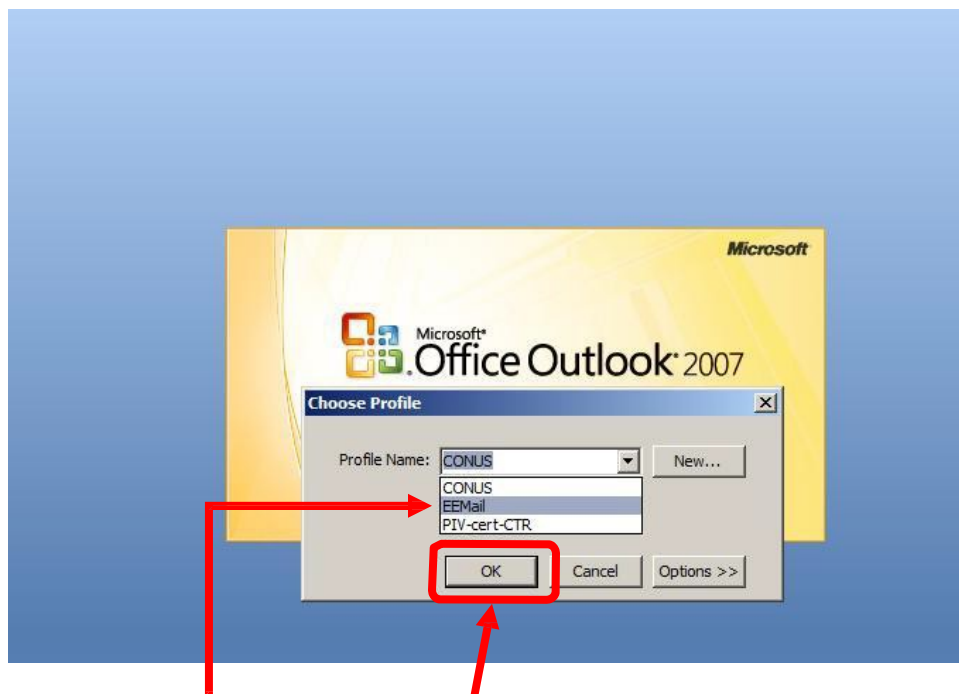 Microsoft
Microsoft
Office Outlook 2007
Choose Profile
Profile Name: CONUS New...
CONUS
EEMail
PIV-cert-CTR
OK Cancel Options >>